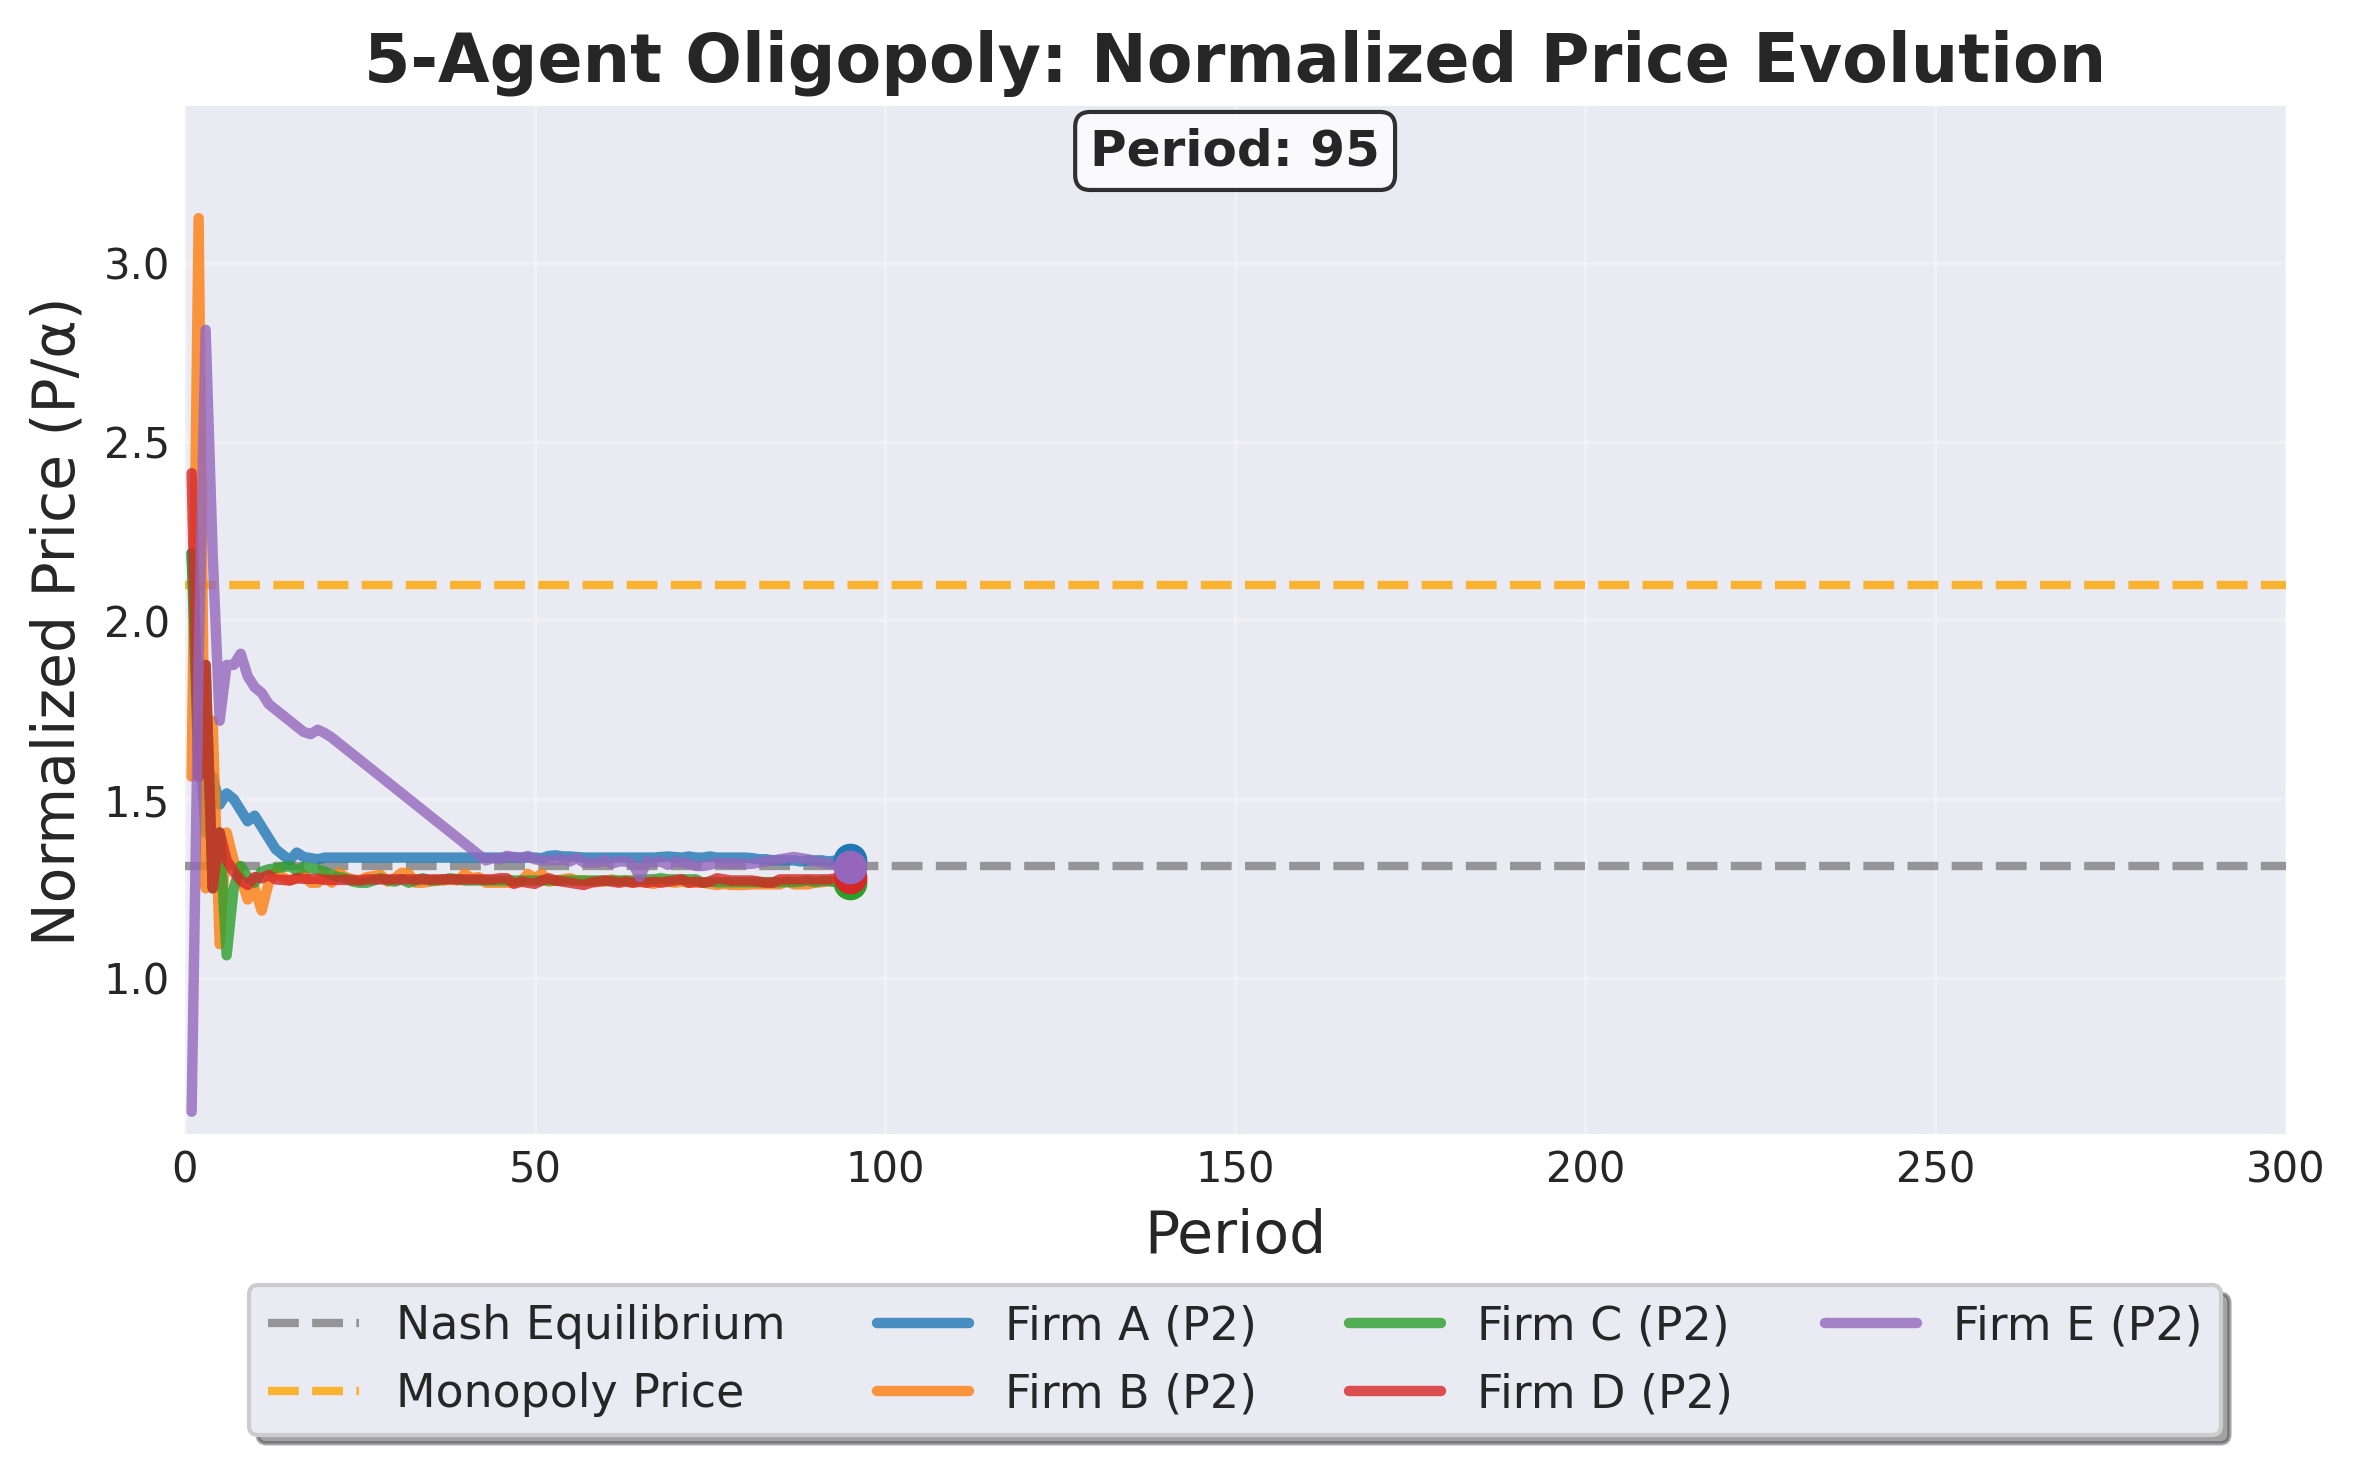 5-Agent Oligopoly: Normalized Price Evolution
Period: 95
Normalized Price (P/α)
3.0
2.5
2.0
1.5
1.0
0 50 100 150 200 250 300
Period
Nash Equilibrium Firm A (P2) Firm C (P2) Firm E (P2)
Monopoly Price Firm B (P2) Firm D (P2)